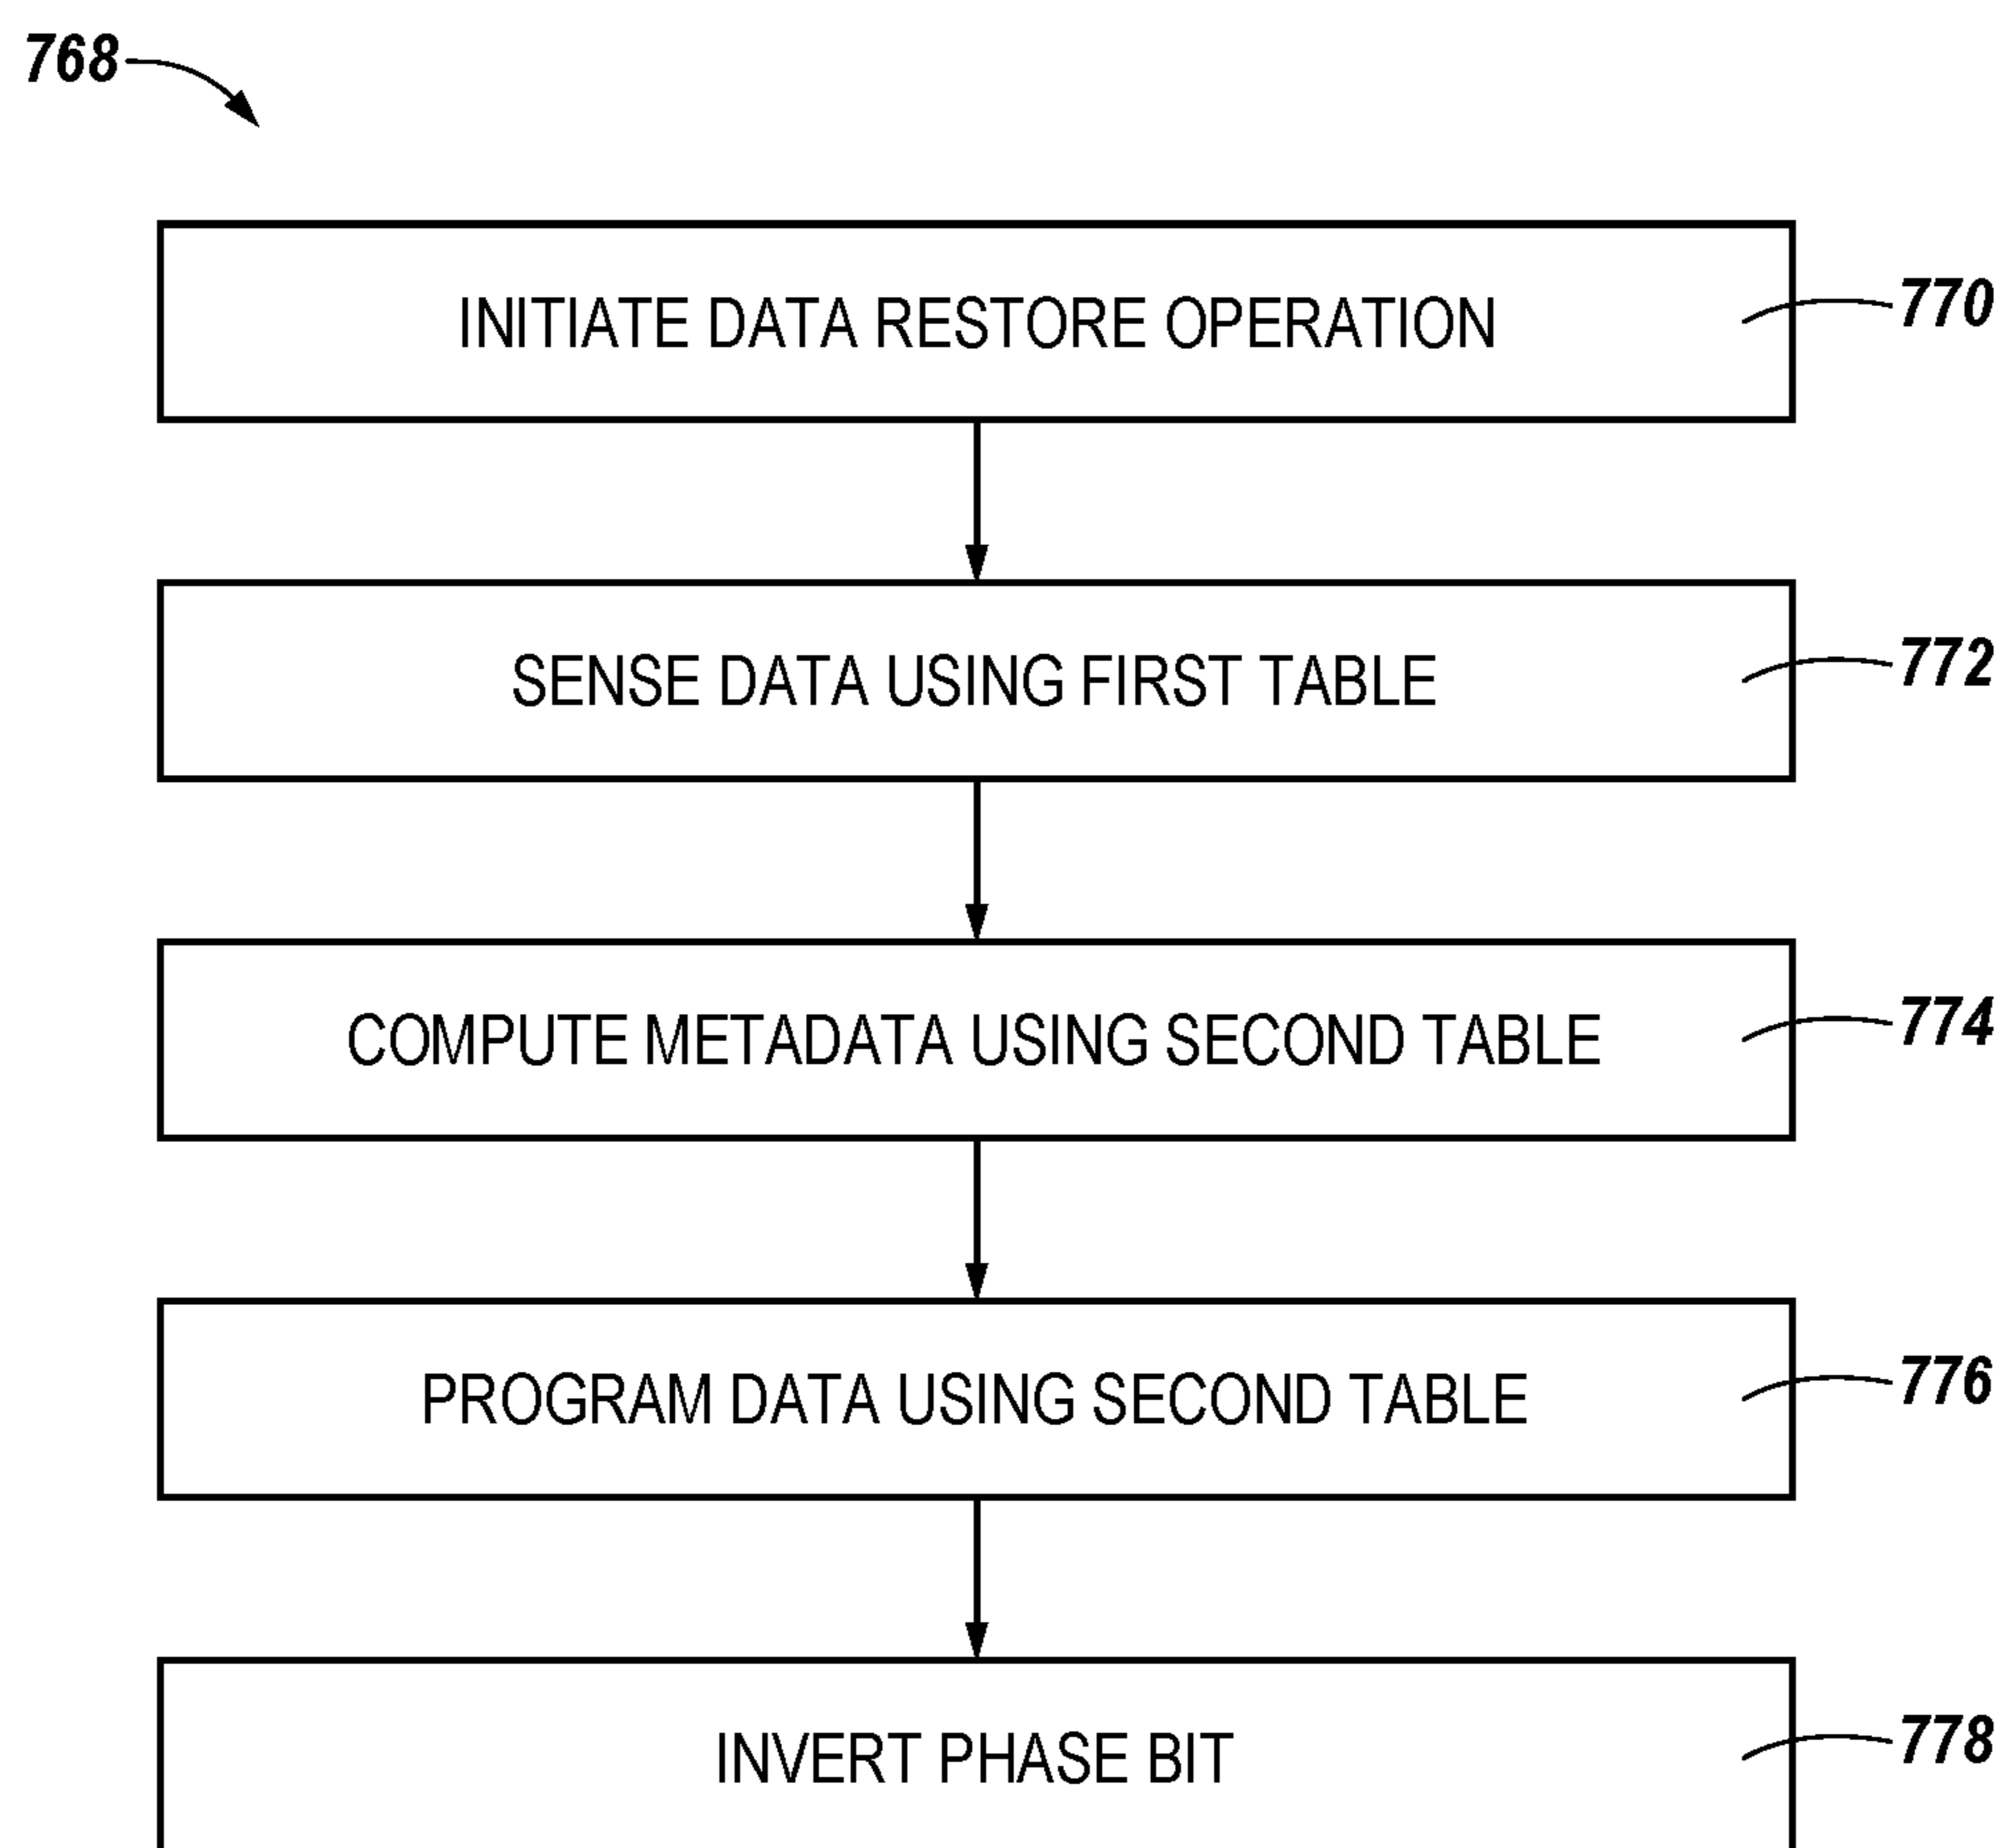 768
INITIATE DATA RESTORE OPERATION
770
SENSE DATA USING FIRST TABLE
772
COMPUTE METADATA USING SECOND TABLE
774
PROGRAM DATA USING SECOND TABLE
776
INVERT PHASE BIT
778